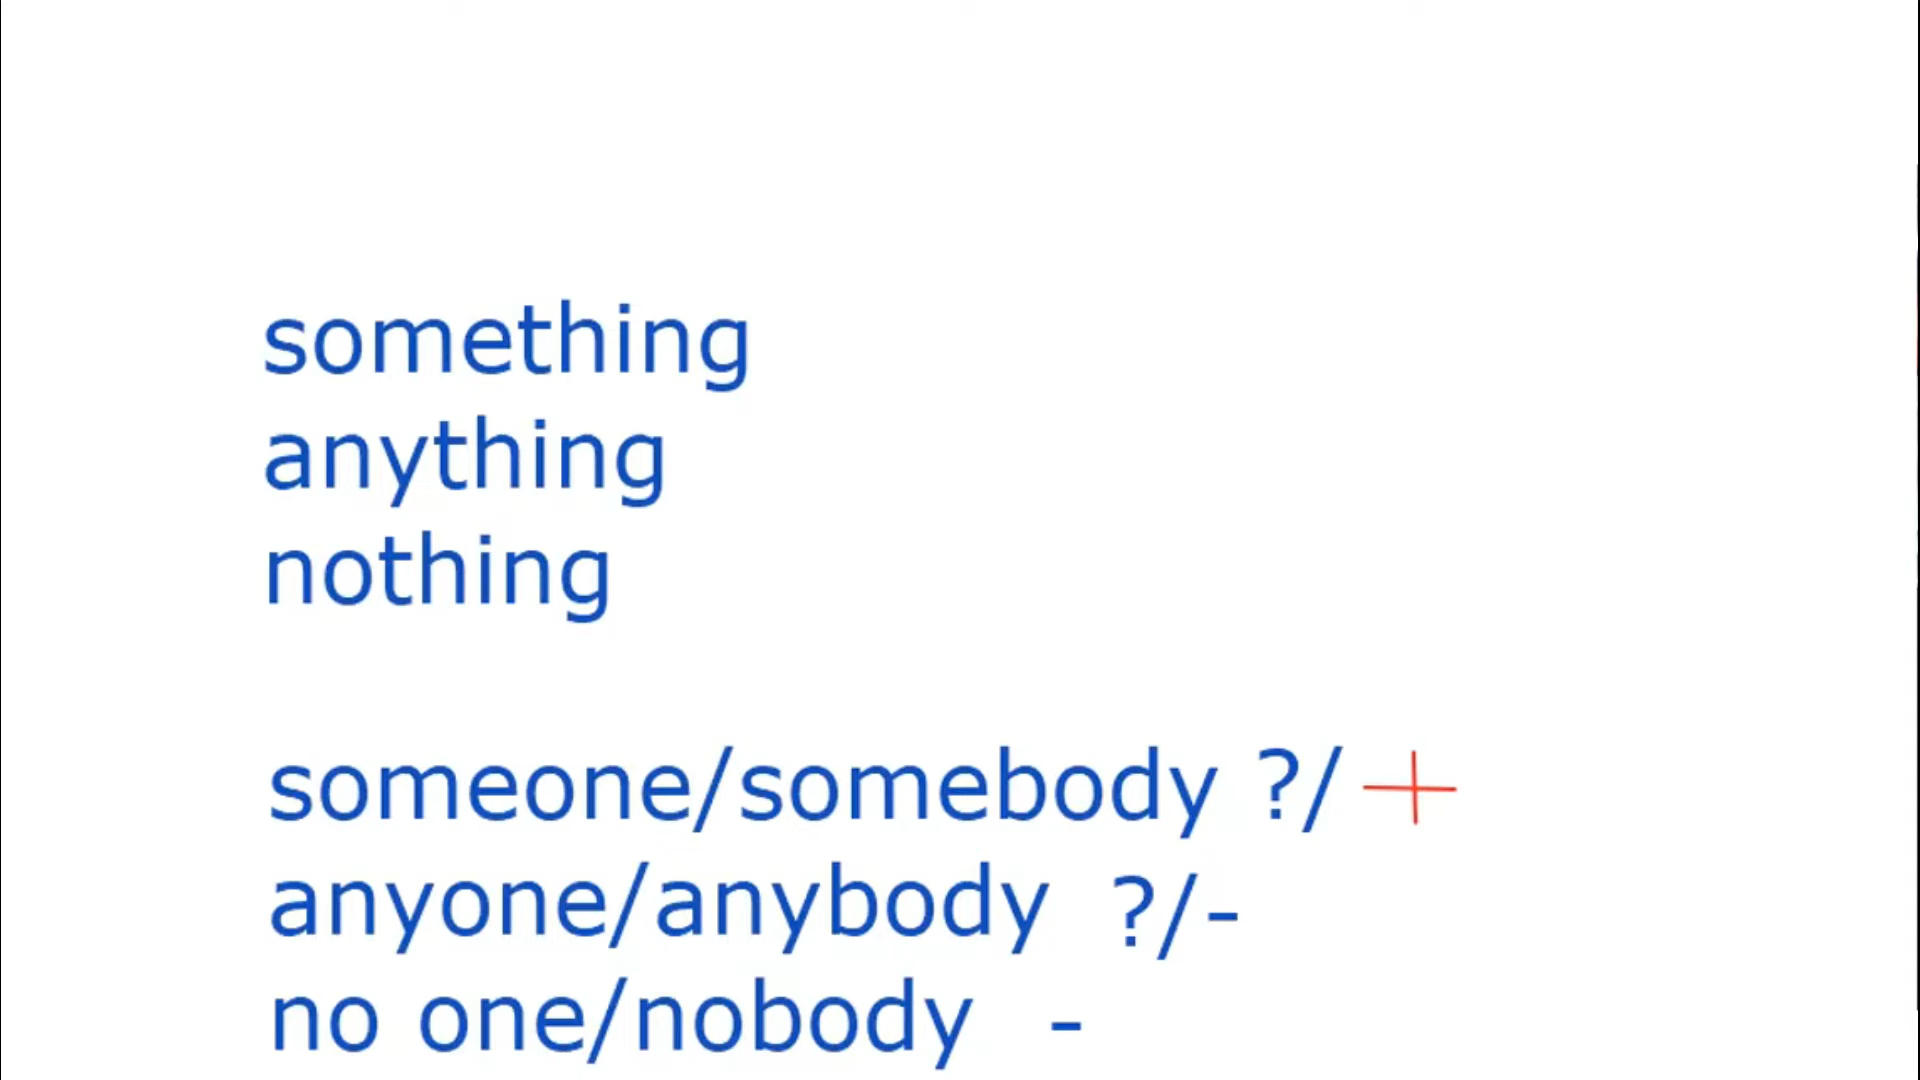 something
anything
nothing
someone/somebody ?/+
anyone/anybody ?/-
no one/nobody -